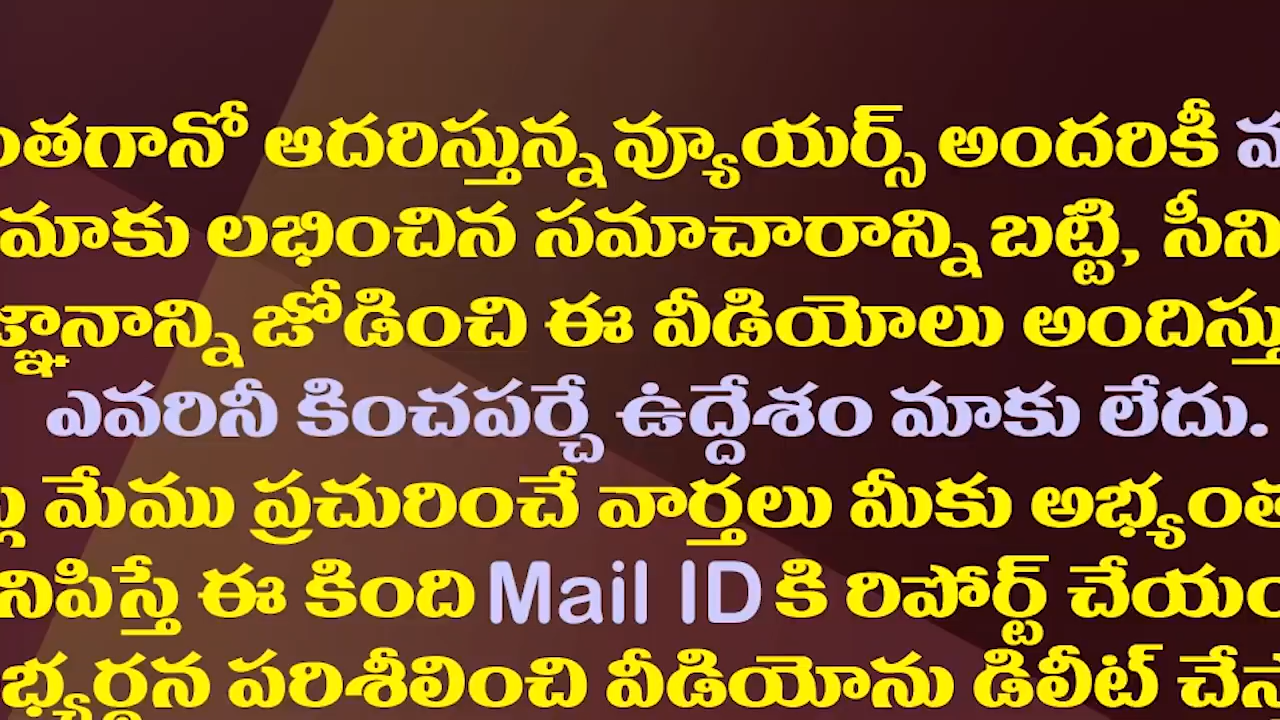 ంతగానో ఆదరిస్తున్న వ్యూయర్స్ అందరికీ
మాకు లభించిన సమాచారాన్ని బట్టి, సీని
జ్ఞానాన్ని జోడించి ఈ వీడియోలు అందిస్తు
ఎవరినీ కించపర్చే ఉద్దేశం మాకు లేదు.
మేము ప్రచురించే వార్తలు మీకు అభ్యంత
నిపిస్తే ఈ కింది Mail ID కి రిపోర్ట్ చేయం
భ్యర్థన పరిశీలించి వీడియోను డిలీట్ చేస